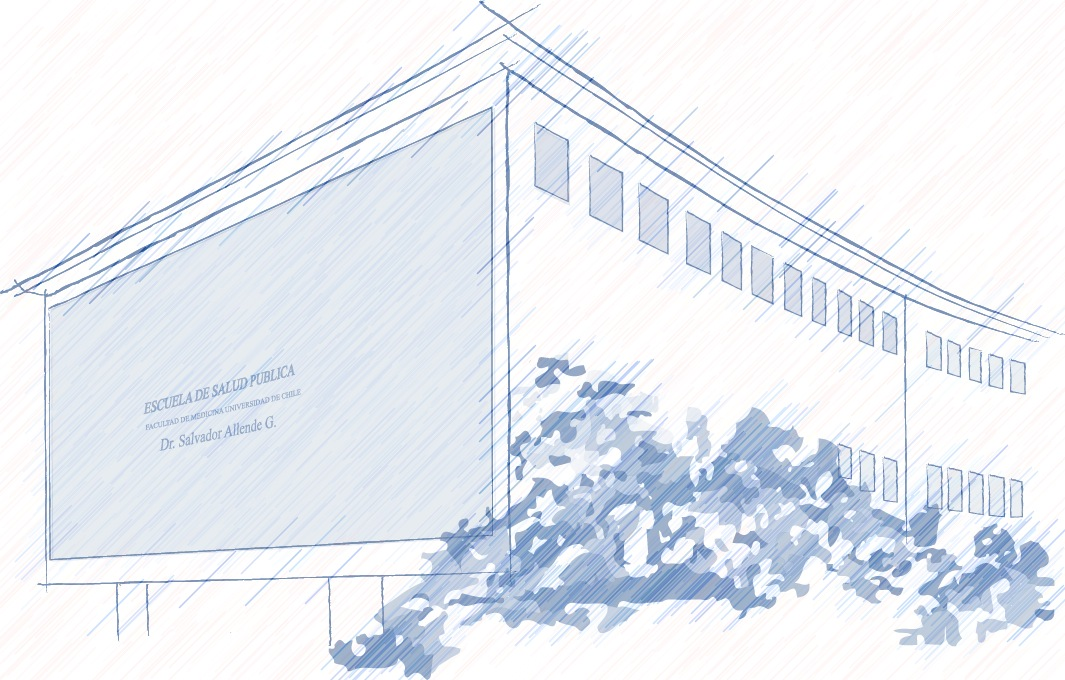 ESCUELA DE SALUD PUBLICA
FACULTAD DE MEDICINA UNIVERSIDAD DE CHILE
Dr. Salvador Allende G.